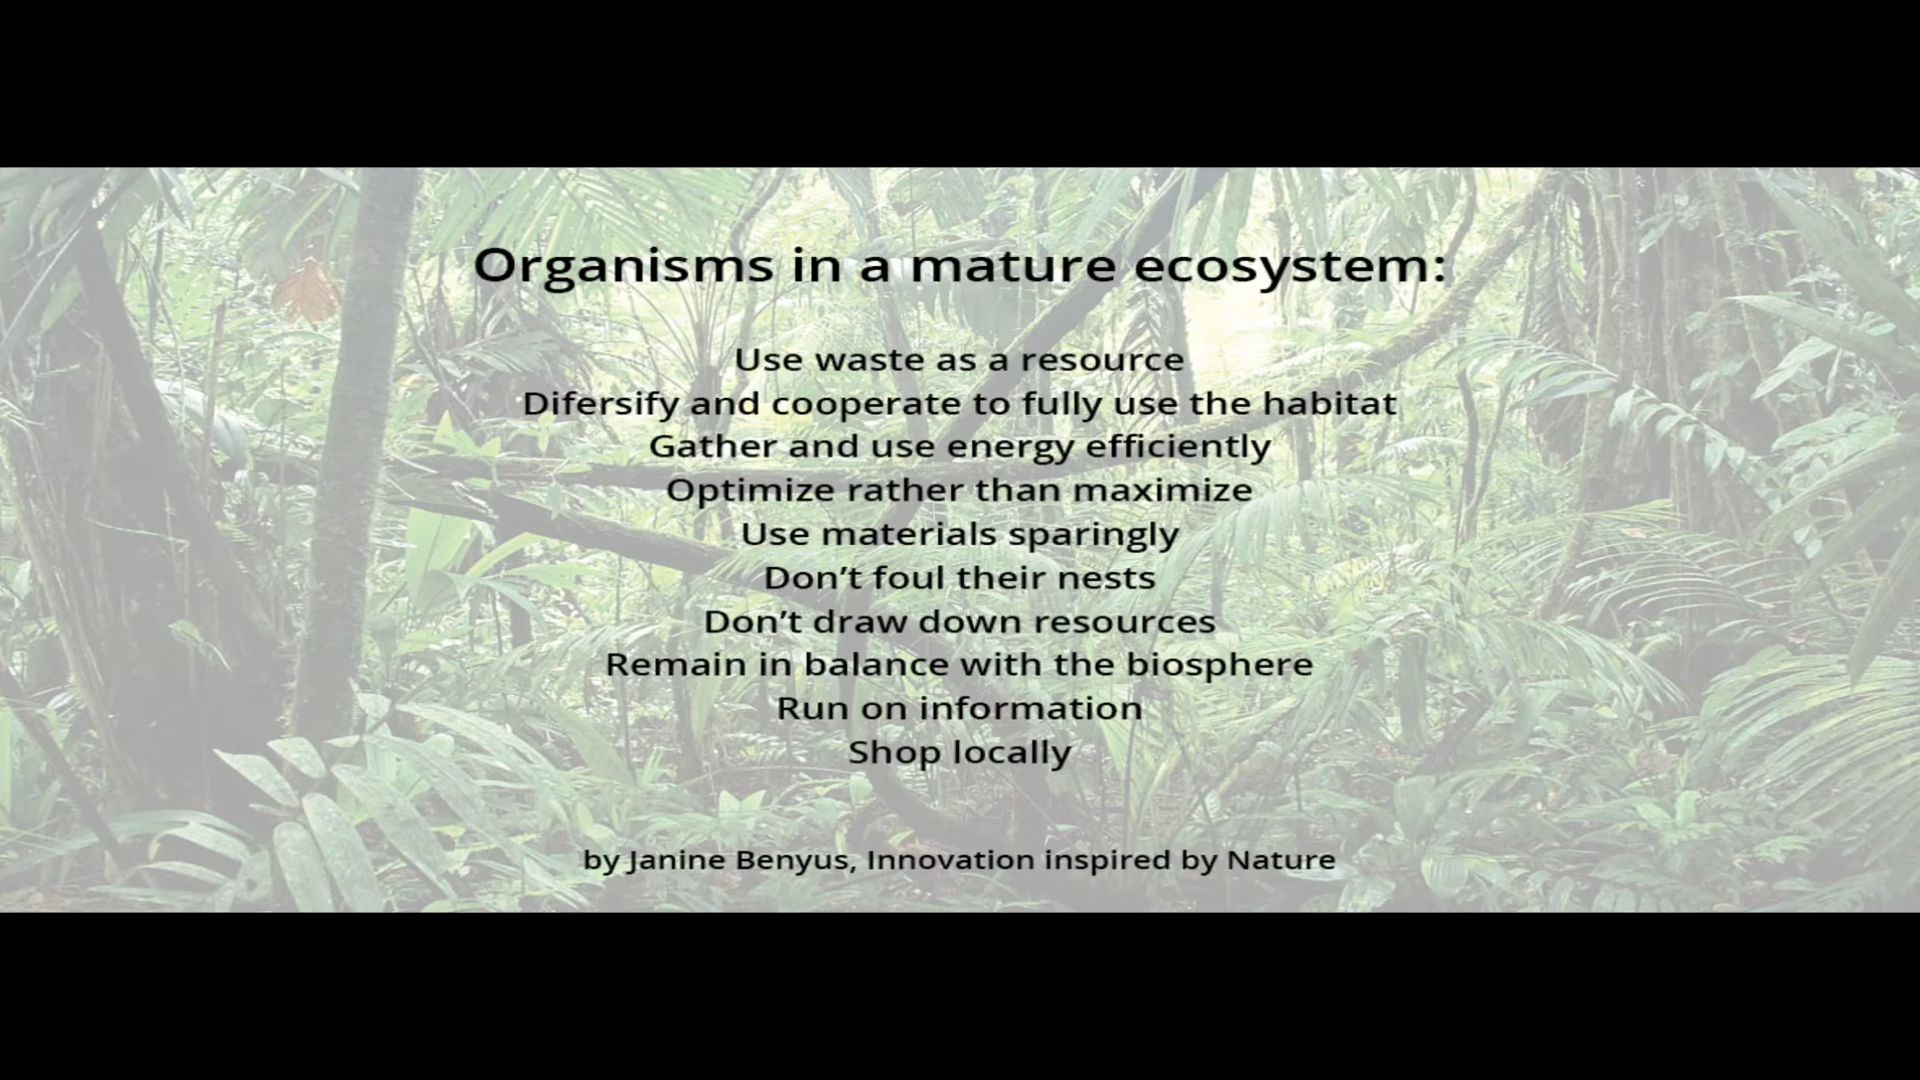 Organisms in a mature ecosystem:
Use waste as a resource
Difersify and cooperate to fully use the habitat
Gather and use energy efficiently
Optimize rather than maximize
Use materials sparingly
Don’t foul their nests
Don’t draw down resources
Remain in balance with the biosphere
Run on information
Shop locally
by Janine Benyus, Innovation inspired by Nature